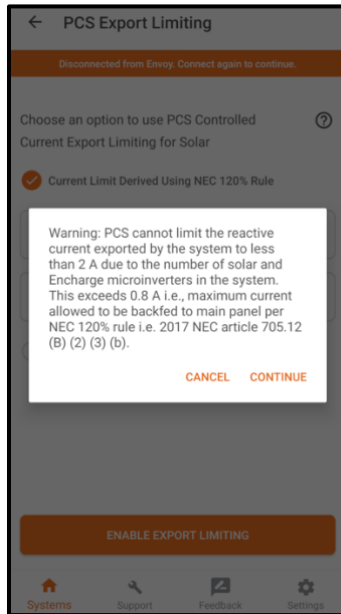 ← PCS Export Limiting
Disconnected from Envoy. Connect again to continue.
Choose an option to use PCS Controlled
Current Export Limiting for Solar
Current Limit Derived Using NEC 120% Rule
Warning: PCS cannot limit the reactive
current exported by the system to less
than 2 A due to the number of solar and
Encharge microinverters in the system.
This exceeds 0.8 A i.e., maximum current
allowed to be backfed to main panel per
NEC 120% rule i.e. 2017 NEC article 705.12
(B) (2) (3) (b).
CANCEL CONTINUE
ENABLE EXPORT LIMITING
Systems Support Feedback Settings